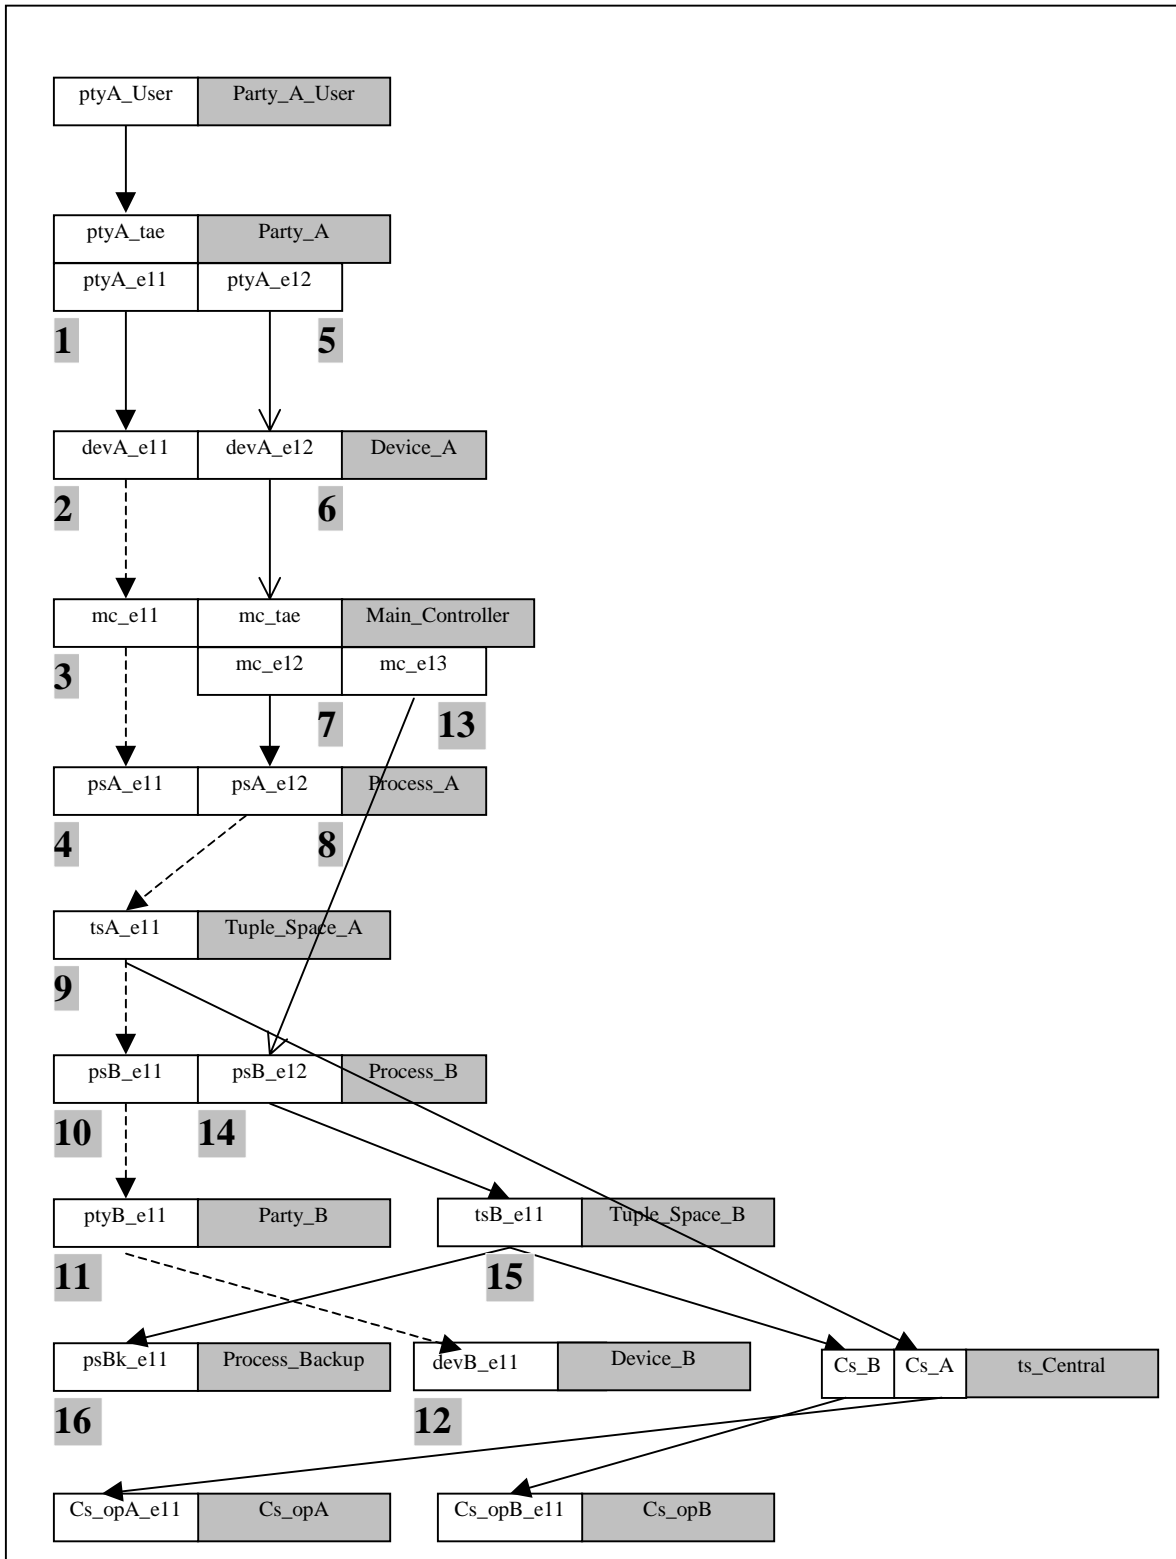 ptyA_User Party_A_User
ptyA_tae Party_A
ptyA_e11 ptyA_e12
1 5
devA_e11 devA_e12 Device_A
2 6
mc_e11 mc_tae Main_Controller
mc_e12 mc_e13
3 7 13
psA_e11 psA_e12 Process_A
4 8
tsA_e11 Tuple_Space_A
9
psB_e11 psB_e12 Process_B
10 14
ptyB_e11 Party_B tsB_e11 Tuple_Space_B
11 15
psBk_e11 Process_Backup devB_e11 Device_B Cs_B Cs_A ts_Central
16 12
Cs_opA_e11 Cs_opA Cs_opB_e11 Cs_opB